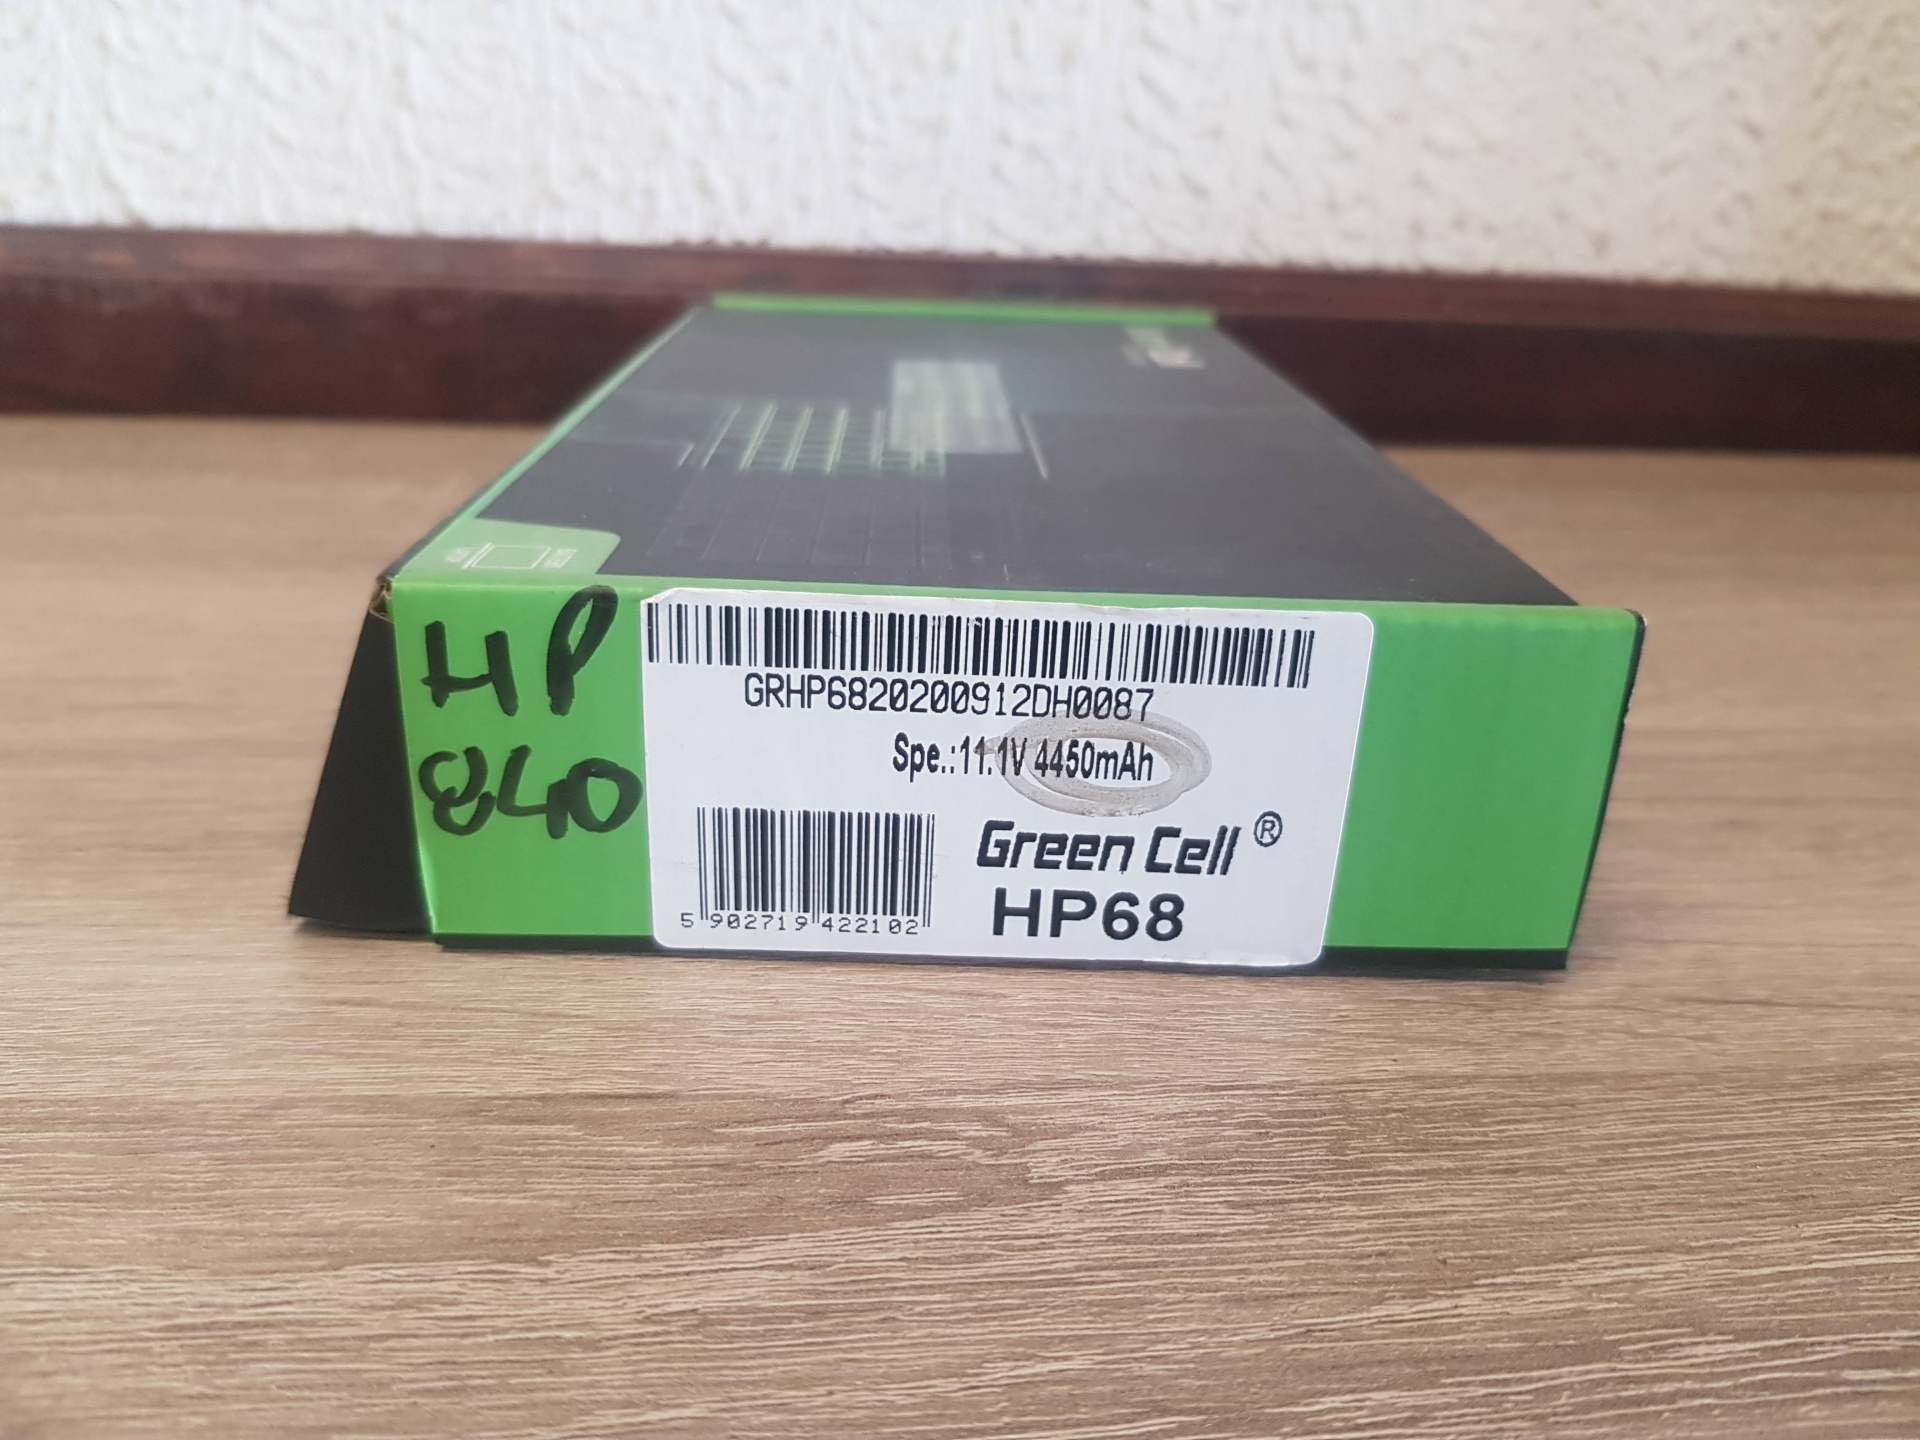 HP
840
GRHP6820200912DH0087
Spe.:11.1V 4450mAh
Green Cell ®
HP68
5 902719 422102